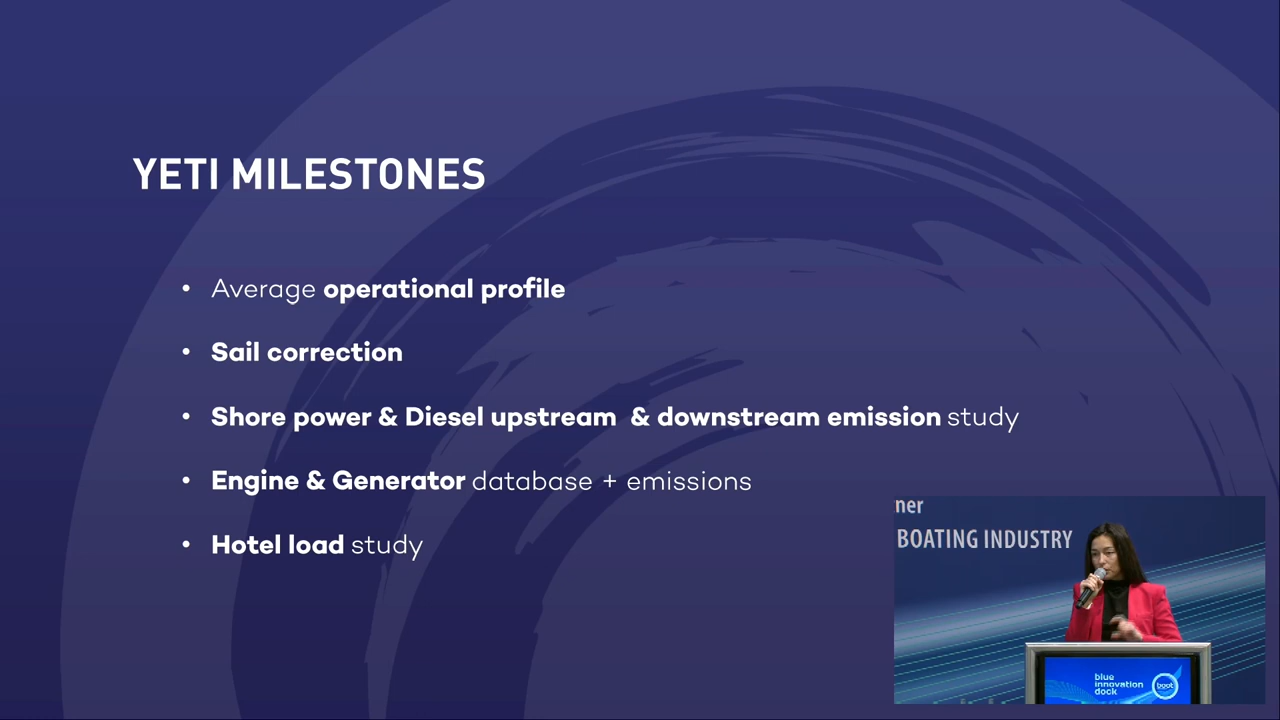 YETI MILESTONES
• Average operational profile
• Sail correction
• Shore power & Diesel upstream & downstream emission study
• Engine & Generator database + emissions
• Hotel load study
ner
BOATING INDUSTRY
blue
innovation
dock
boot